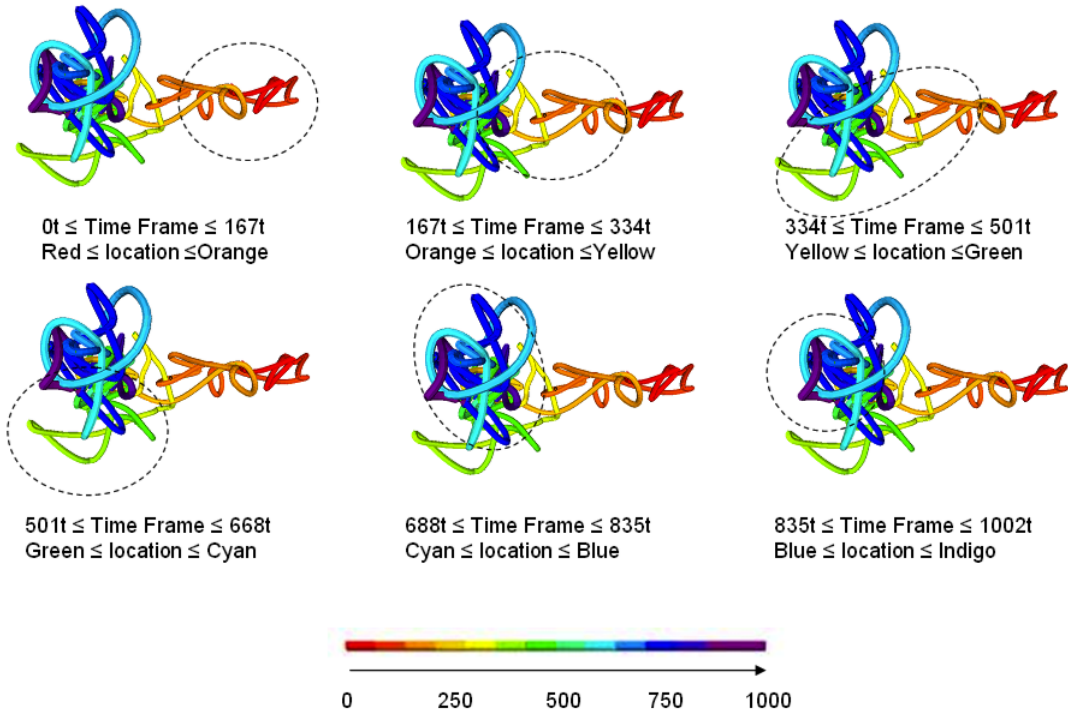 0t ≤ Time Frame ≤ 167t
Red ≤ location ≤Orange
167t ≤ Time Frame ≤ 334t
Orange ≤ location ≤Yellow
334t ≤ Time Frame ≤ 501t
Yellow ≤ location ≤Green
501t ≤ Time Frame ≤ 668t
Green ≤ location ≤ Cyan
688t ≤ Time Frame ≤ 835t
Cyan ≤ location ≤ Blue
835t ≤ Time Frame ≤ 1002t
Blue ≤ location ≤ Indigo
0 250 500 750 1000